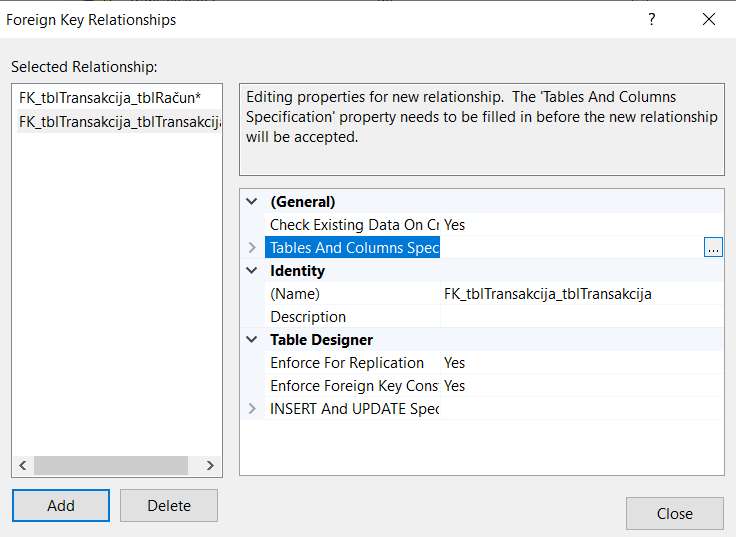 Foreign Key Relationships
?
Selected Relationship:
FK_tblTransakcija_tblRačun*
FK_tblTransakcija_tblTransakcija
Editing properties for new relationship. The 'Tables And Columns
Specification' property needs to be filled in before the new relationship
will be accepted.
(General)
Check Existing Data On Cr Yes
Tables And Columns Spec ...
Identity
(Name) FK_tblTransakcija_tblTransakcija
Description
Table Designer
Enforce For Replication Yes
Enforce Foreign Key Cons Yes
INSERT And UPDATE Spec
Add Delete
Close